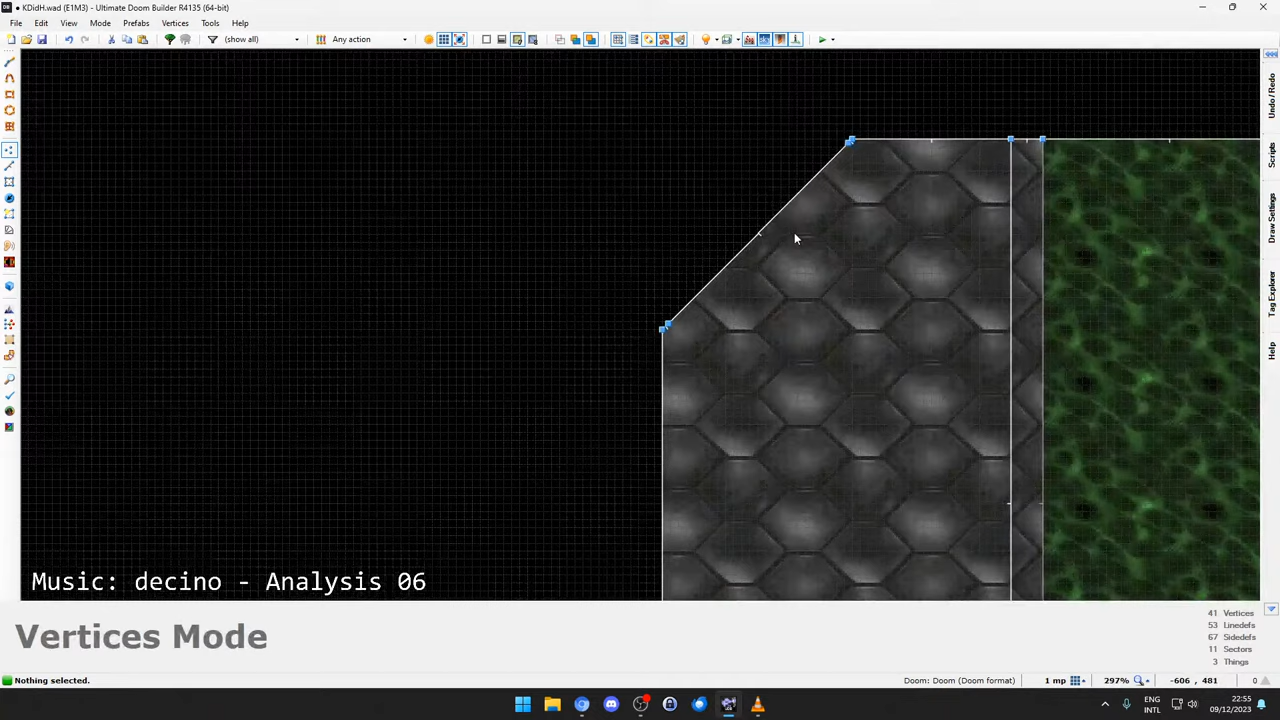 KDidH.wad (E1M3) - Ultimate Doom Builder R4135 (64-bit)
File Edit View Mode Prefabs Vertices Tools Help
(show all) Any action
Undo / Redo
Scripts
Draw Settings
Tag Explorer
Help
Music: decino - Analysis 06
Vertices Mode
41 Vertices
53 Linedefs
67 Sidedefs
11 Sectors
3 Things
Nothing selected. Doom: Doom (Doom format) 1 mp 297% -606 , 481 0
ENG 22:55
INTL 09/12/2023